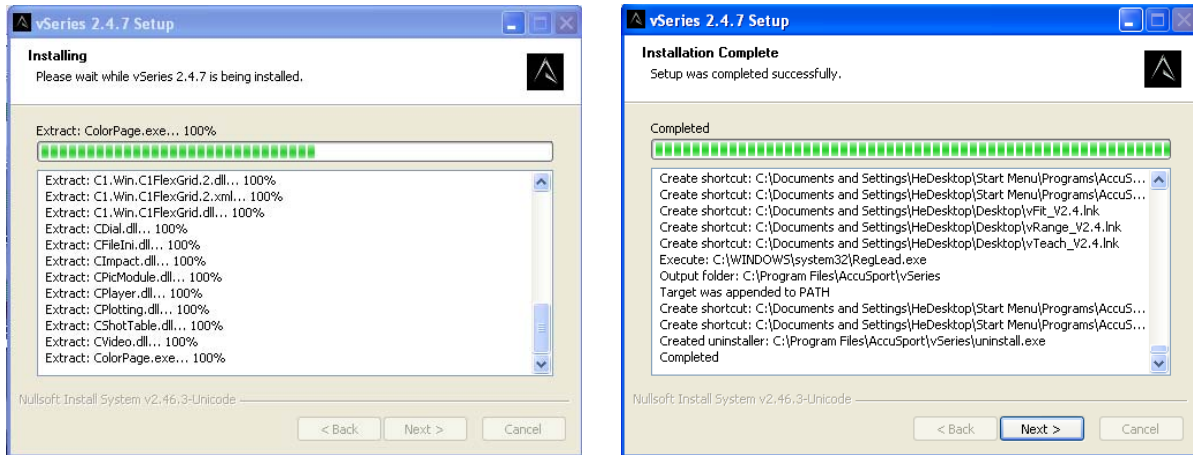 vSeries 2.4.7 Setup
Installing
Please wait while vSeries 2.4.7 is being installed.
Extract: ColorPage.exe... 100%
Extract: C1.Win.C1FlexGrid.2.dll... 100%
Extract: C1.Win.C1FlexGrid.2.xml... 100%
Extract: C1.Win.C1FlexGrid.dll... 100%
Extract: CDial.dll... 100%
Extract: CFileIni.dll... 100%
Extract: CImpact.dll... 100%
Extract: CPicModule.dll... 100%
Extract: CPlayer.dll... 100%
Extract: CPlotting.dll... 100%
Extract: CShotTable.dll... 100%
Extract: CVideo.dll... 100%
Extract: ColorPage.exe... 100%
Nullsoft Install System v2.46.3-Unicode
< Back Next > Cancel
vSeries 2.4.7 Setup
Installation Complete
Setup was completed successfully.
Completed
Create shortcut: C:\Documents and Settings\HeDesktop\Start Menu\Programs\AccuS...
Create shortcut: C:\Documents and Settings\HeDesktop\Start Menu\Programs\AccuS...
Create shortcut: C:\Documents and Settings\HeDesktop\Desktop\vFit_V2.4.lnk
Create shortcut: C:\Documents and Settings\HeDesktop\Desktop\vRange_V2.4.lnk
Create shortcut: C:\Documents and Settings\HeDesktop\Desktop\vTeach_V2.4.lnk
Execute: C:\WINDOWS\system32\RegLead.exe
Output folder: C:\Program Files\AccuSport\vSeries
Target was appended to PATH
Create shortcut: C:\Documents and Settings\HeDesktop\Start Menu\Programs\AccuS...
Create shortcut: C:\Documents and Settings\HeDesktop\Start Menu\Programs\AccuS...
Created uninstaller: C:\Program Files\AccuSport\vSeries\uninstall.exe
Completed
Nullsoft Install System v2.46.3-Unicode
< Back Next > Cancel